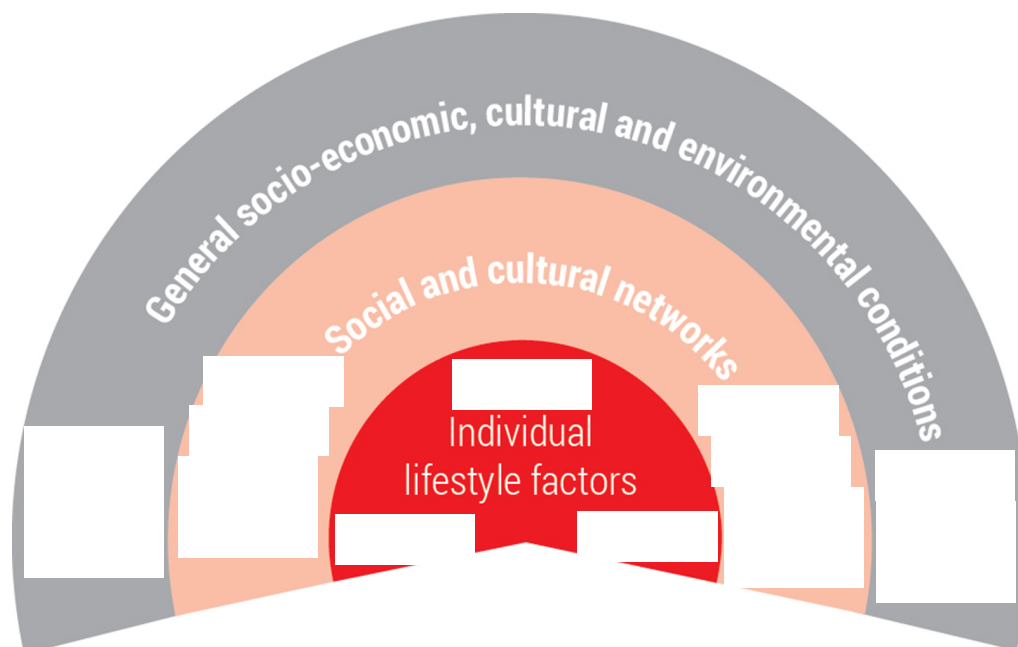 General socio-economic, cultural and environmental conditions
Social and cultural networks
Individual
lifestyle factors